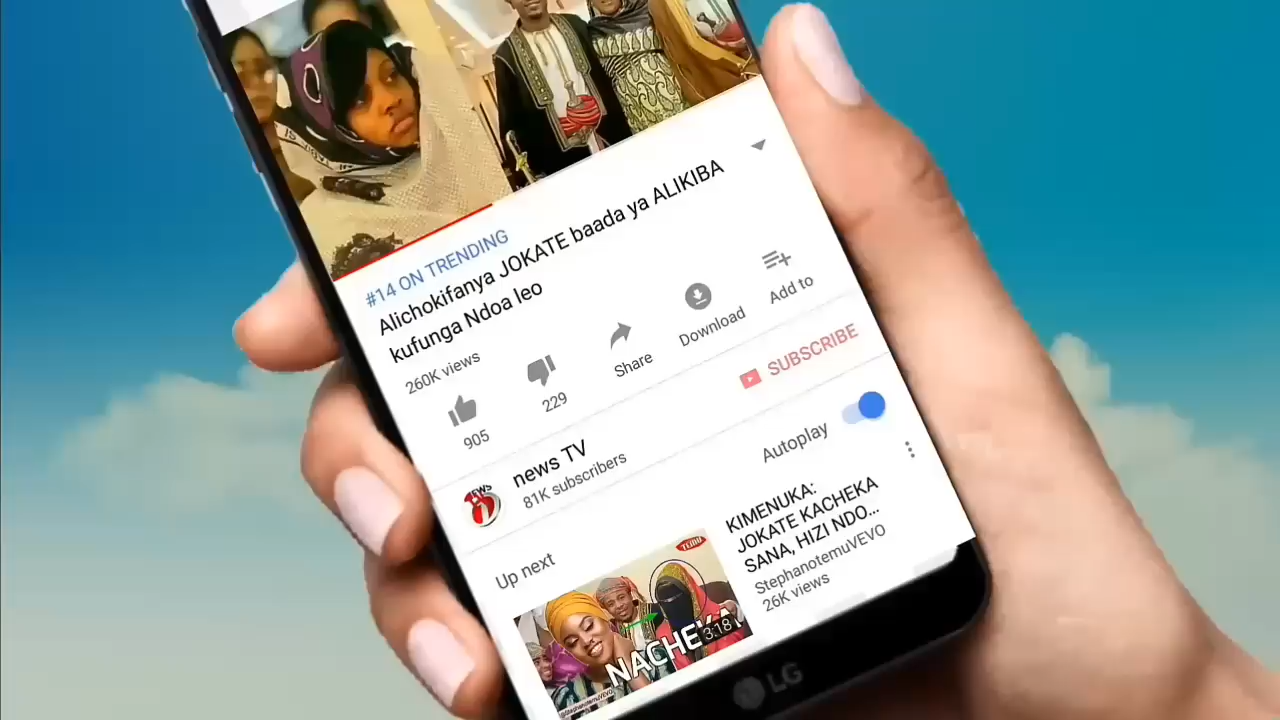 #14 ON TRENDING
Alichokifanya JOKATE baada ya ALIKIBA
kufunga Ndoa leo
260K views
905
229
Share
Download
Add to
news TV
81K subscribers
SUBSCRIBE
Autoplay
Up next
KIMENUKA:
JOKATE KACHEKA
SANA, HIZI NDO...
StephanotemuVEVO
26K views
NACHEKA
3:18
@StephanotemuVEVO
LG